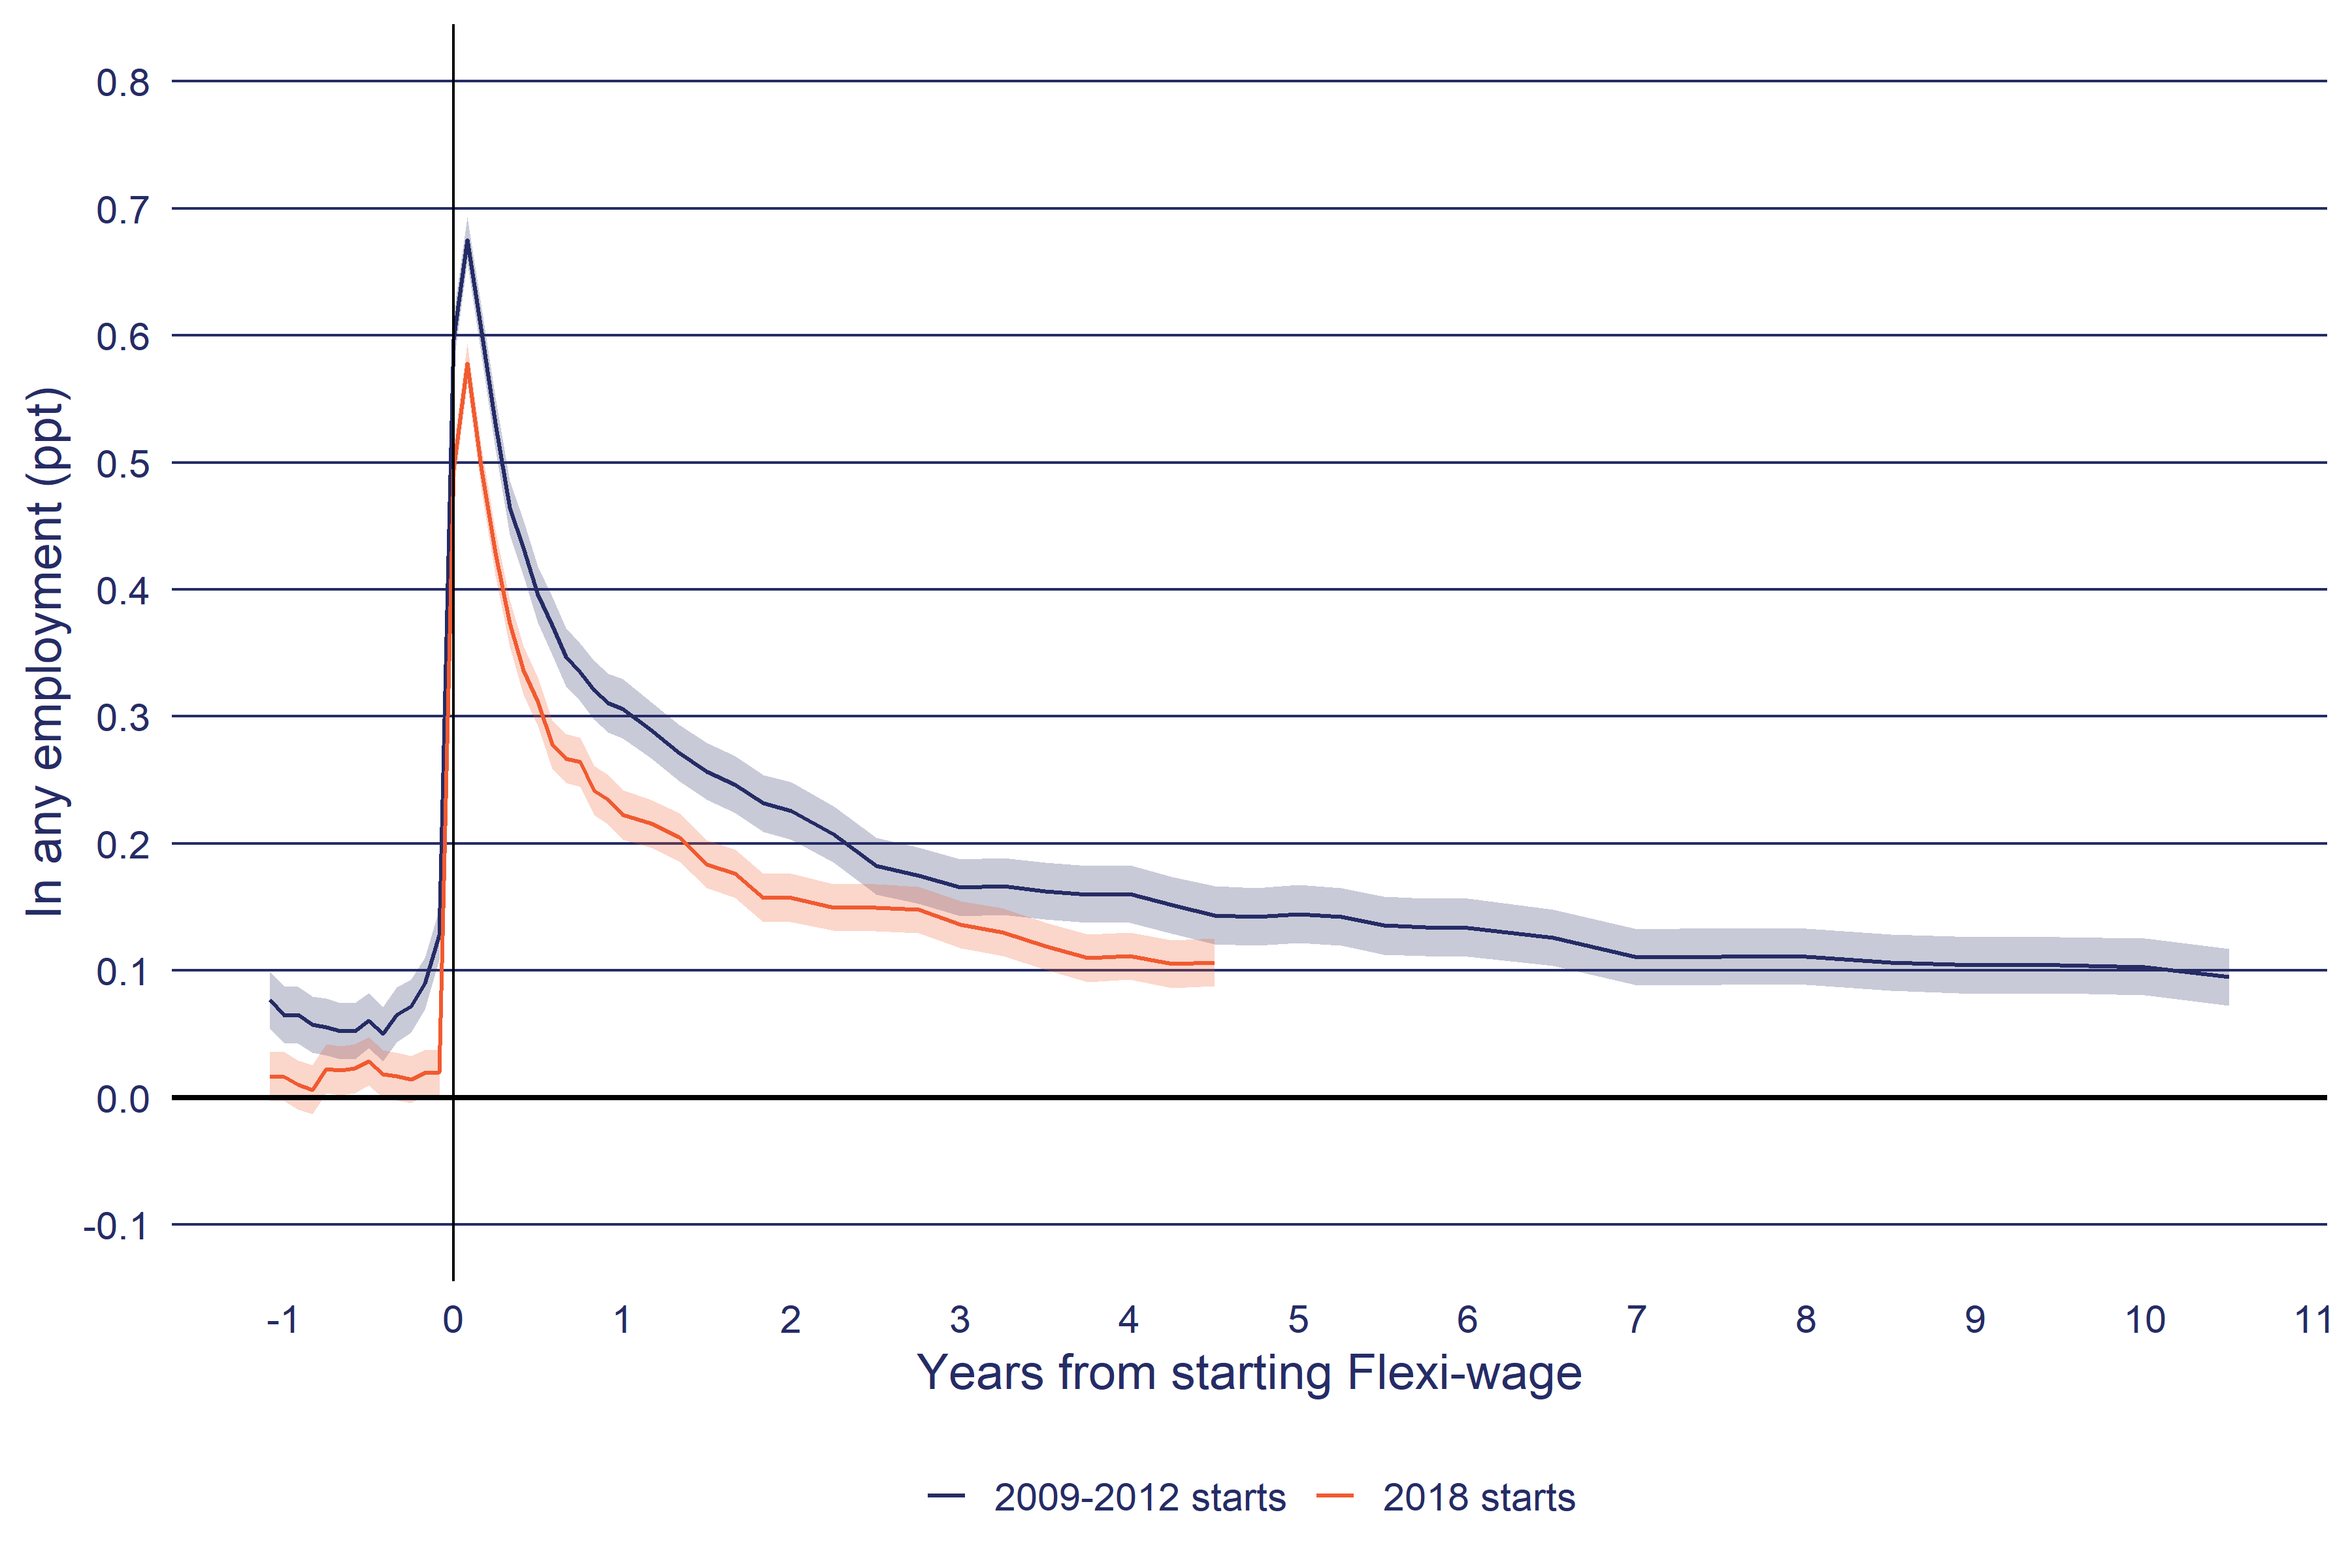 0.8
0.7
0.6
0.5
0.4
0.3
0.2
0.1
0.0
-0.1
In any employment (ppt)
-1 0 1 2 3 4 5 6 7 8 9 10 11
Years from starting Flexi-wage
2009-2012 starts 2018 starts